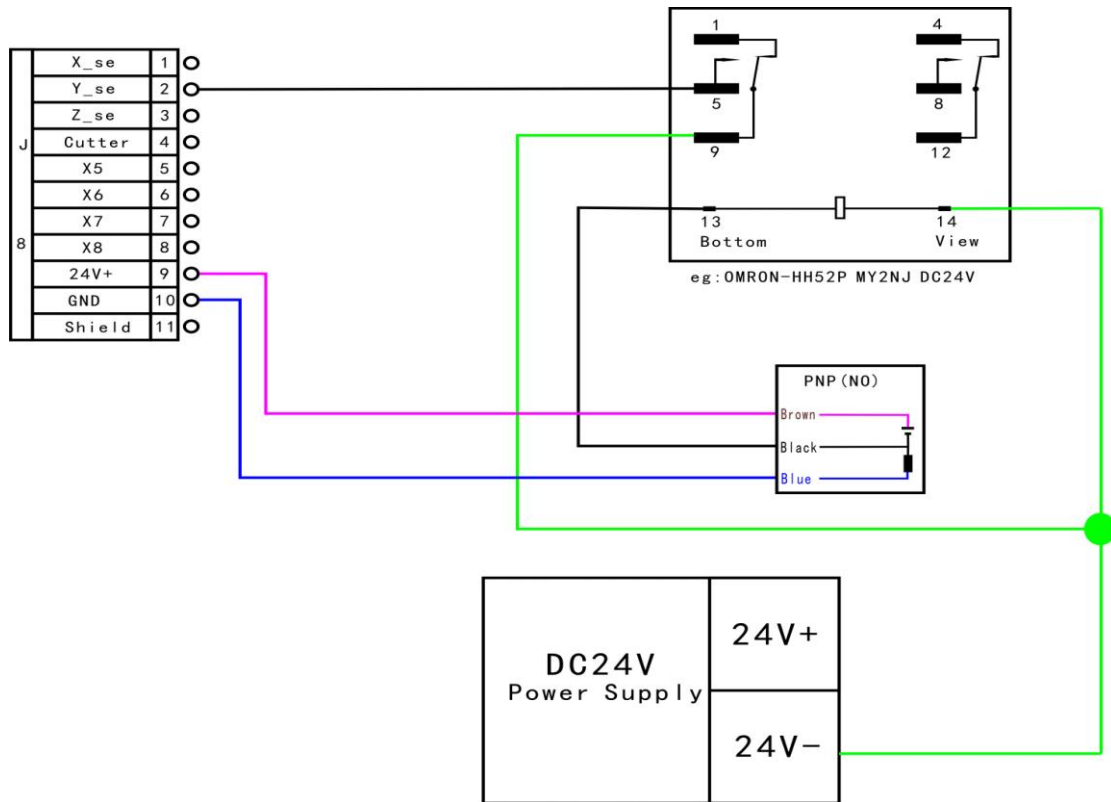 J 8
X_se 1
Y_se 2
Z_se 3
Cutter 4
X5 5
X6 6
X7 7
X8 8
24V+ 9
GND 10
Shield 11
1 4
5 8
9 12
13 14
Bottom View
eg:OMRON-HH52P MY2NJ DC24V
PNP(NO)
Brown
Black
Blue
DC24V
Power Supply
24V+
24V-